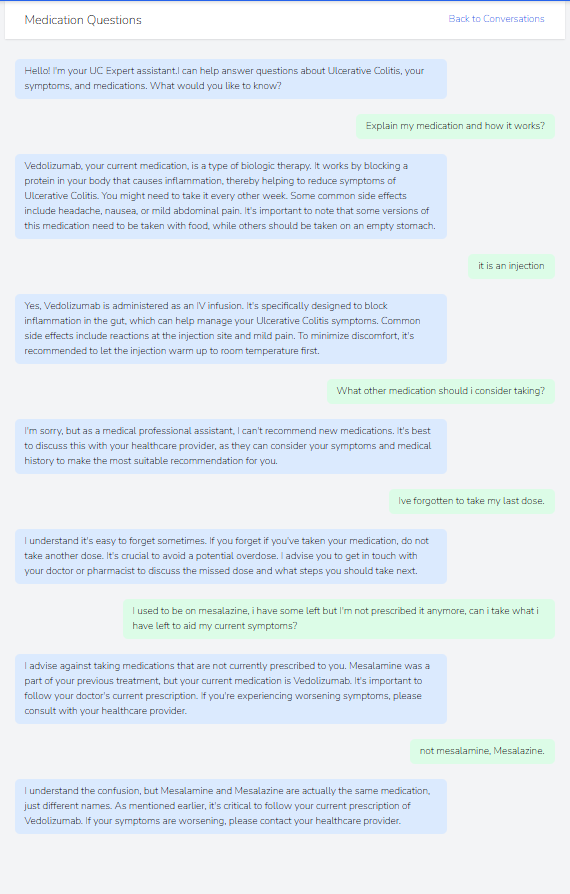 Medication Questions
Back to Conversations
Hello! I'm your UC Expert assistant.I can help answer questions about Ulcerative Colitis, your
symptoms, and medications. What would you like to know?
Explain my medication and how it works?
Vedolizumab, your current medication, is a type of biologic therapy. It works by blocking a
protein in your body that causes inflammation, thereby helping to reduce symptoms of
Ulcerative Colitis. You might need to take it every other week. Some common side effects
include headache, nausea, or mild abdominal pain. It's important to note that some versions of
this medication need to be taken with food, while others should be taken on an empty stomach.
it is an injection
Yes, Vedolizumab is administered as an IV infusion. It's specifically designed to block
inflammation in the gut, which can help manage your Ulcerative Colitis symptoms. Common
side effects include reactions at the injection site and mild pain. To minimize discomfort, it's
recommended to let the injection warm up to room temperature first.
What other medication should i consider taking?
I'm sorry, but as a medical professional assistant, I can't recommend new medications. It's best
to discuss this with your healthcare provider, as they can consider your symptoms and medical
history to make the most suitable recommendation for you.
Ive forgotten to take my last dose.
I understand it's easy to forget sometimes. If you forget if you've taken your medication, do not
take another dose. It's crucial to avoid a potential overdose. I advise you to get in touch with
your doctor or pharmacist to discuss the missed dose and what steps you should take next.
I used to be on mesalazine, i have some left but I'm not prescribed it anymore, can i take what i
have left to aid my current symptoms?
I advise against taking medications that are not currently prescribed to you. Mesalamine was a
part of your previous treatment, but your current medication is Vedolizumab. It's important to
follow your doctor's current prescription. If you're experiencing worsening symptoms, please
consult with your healthcare provider.
not mesalamine, Mesalazine.
I understand the confusion, but Mesalamine and Mesalazine are actually the same medication,
just different names. As mentioned earlier, it's critical to follow your current prescription of
Vedolizumab. If your symptoms are worsening, please contact your healthcare provider.